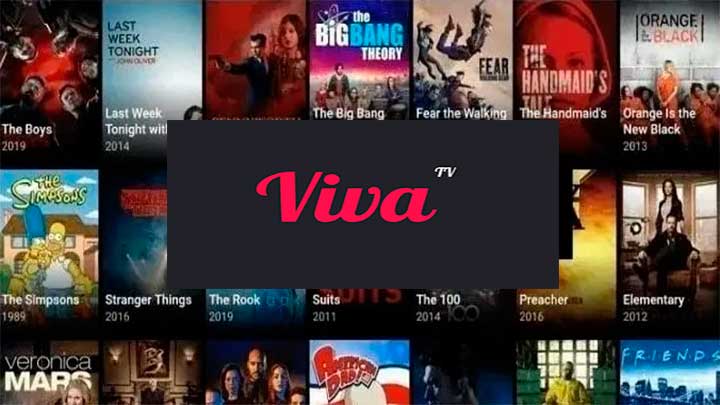 LAST
WEEK
TONIGHT
WITH JOHN OLIVER
the
BIG BANG
THEORY
FEAR
THE
HANDMAID'S
TALE
ORANGE
is the new
BLACK
The Boys
2019
Last Week
Tonight with
2014
The Big Bang
Fear the Walking
The Handmaid's
Orange Is the
New Black
2013
Viva TV
THE
SIMPSONS
SUITS
100
The Simpsons
1989
Stranger Things
2016
The Rook
2019
Suits
2011
The 100
2014
Preacher
2016
Elementary
2012
veronica
MARS
AMERICAN
DAD!
FRIENDS